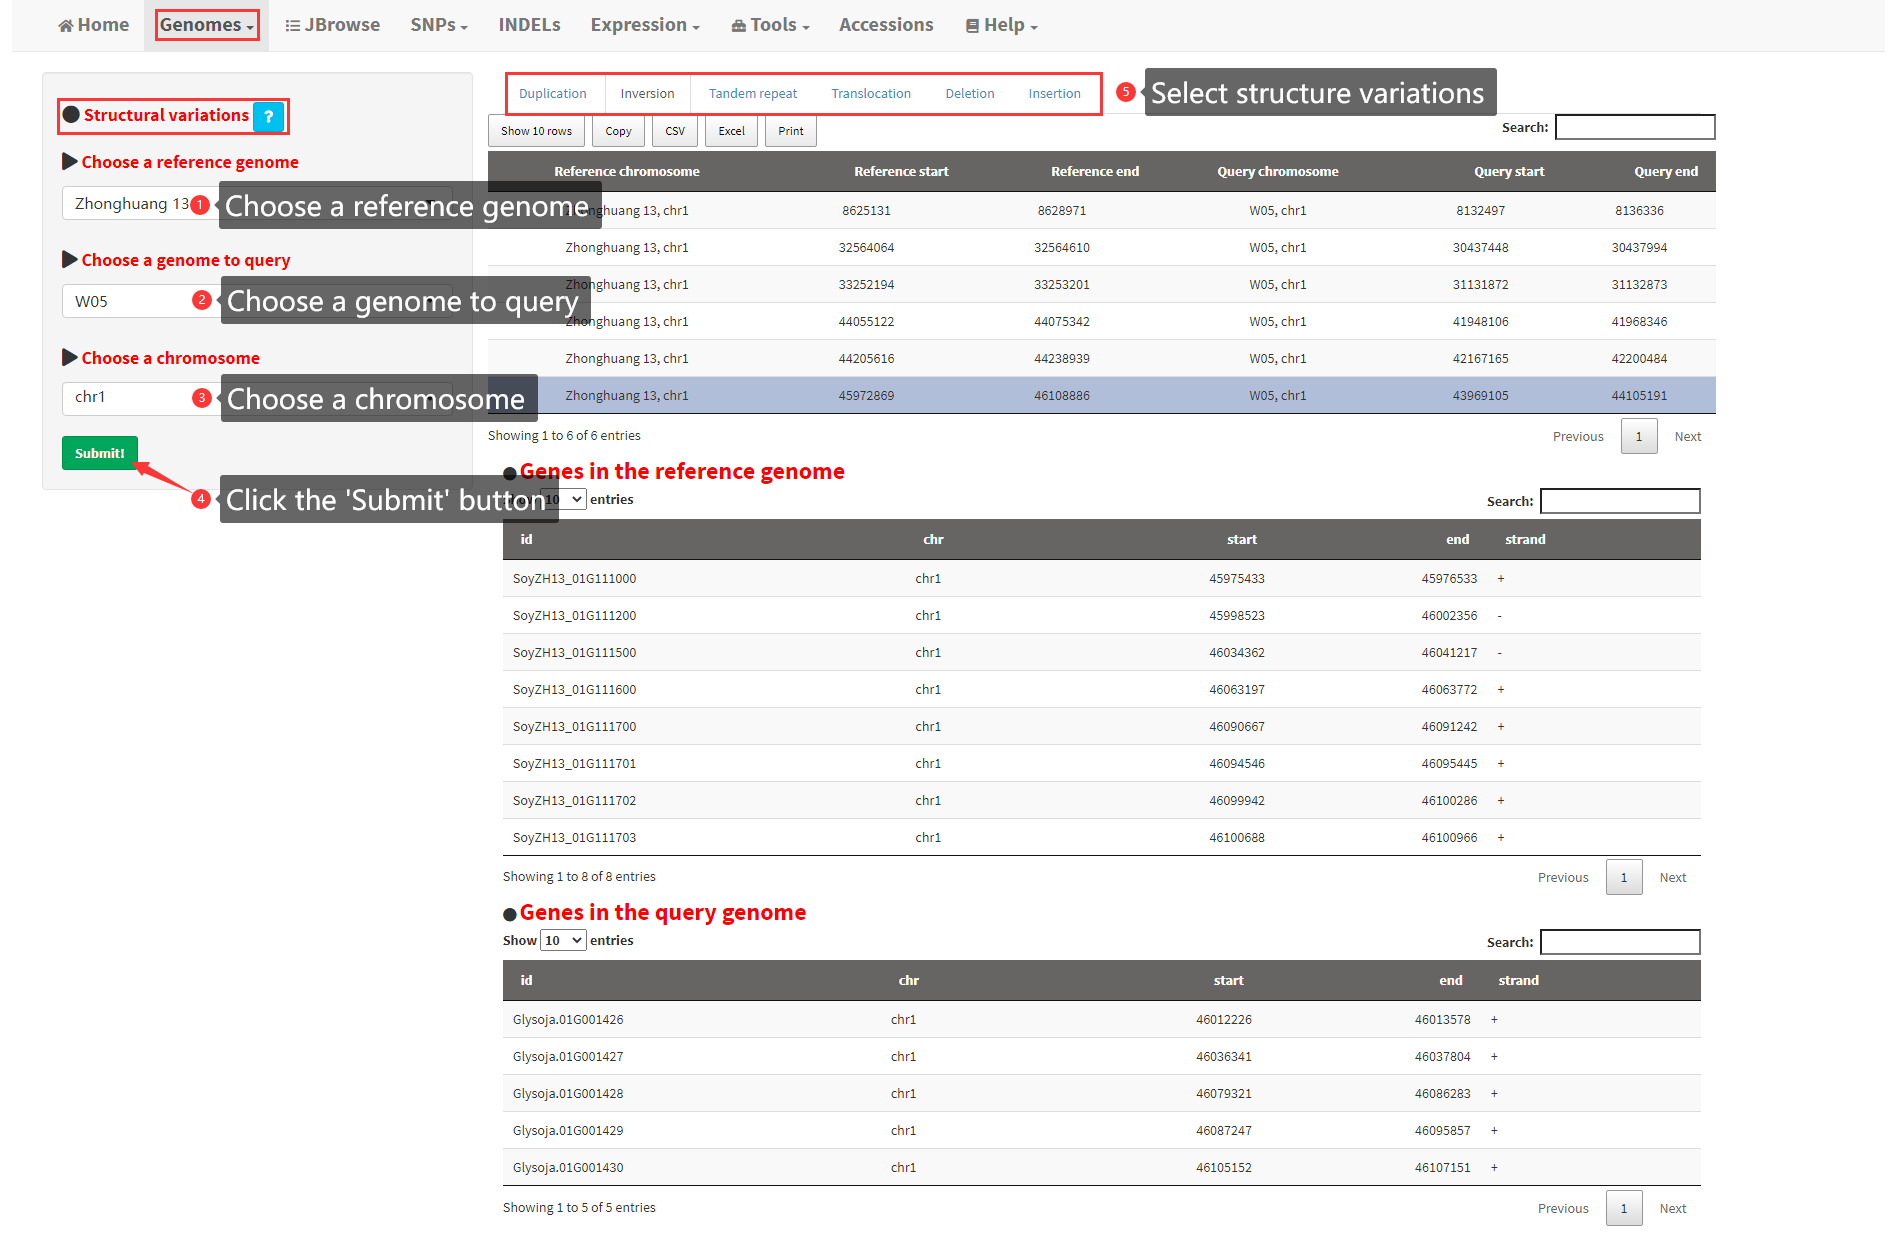 Home Genomes JBrowse SNPs INDELs Expression Tools Accessions Help
Structural variations ?
Choose a reference genome
Zhonghuang 13
1 Choose a reference genome
Choose a genome to query
W05
2 Choose a genome to query
Choose a chromosome
chr1
3 Choose a chromosome
Submit!
4 Click the 'Submit' button
Duplication Inversion Tandem repeat Translocation Deletion Insertion
5 Select structure variations
Show 10 rows Copy CSV Excel Print
Search:
Reference chromosome Reference start Reference end Query chromosome Query start Query end
Zhonghuang 13, chr1 8625131 8628971 W05, chr1 8132497 8136336
Zhonghuang 13, chr1 32564064 32564610 W05, chr1 30437448 30437994
Zhonghuang 13, chr1 33252194 33253201 W05, chr1 31131872 31132873
Zhonghuang 13, chr1 44055122 44075342 W05, chr1 41948106 41968346
Zhonghuang 13, chr1 44205616 44238939 W05, chr1 42167165 42200484
Zhonghuang 13, chr1 45972869 46108886 W05, chr1 43969105 44105191
Showing 1 to 6 of 6 entries
Previous 1 Next
Genes in the reference genome
Show 10 entries
Search:
id chr start end strand
SoyZH13_01G111000 chr1 45975433 45976533 +
SoyZH13_01G111200 chr1 45998523 46002356 -
SoyZH13_01G111500 chr1 46034362 46041217 -
SoyZH13_01G111600 chr1 46063197 46063772 +
SoyZH13_01G111700 chr1 46090667 46091242 +
SoyZH13_01G111701 chr1 46094546 46095445 +
SoyZH13_01G111702 chr1 46099942 46100286 +
SoyZH13_01G111703 chr1 46100688 46100966 +
Showing 1 to 8 of 8 entries
Previous 1 Next
Genes in the query genome
Show 10 entries
Search:
id chr start end strand
Glysoja.01G001426 chr1 46012226 46013578 +
Glysoja.01G001427 chr1 46036341 46037804 +
Glysoja.01G001428 chr1 46079321 46086283 +
Glysoja.01G001429 chr1 46087247 46095857 +
Glysoja.01G001430 chr1 46105152 46107151 +
Showing 1 to 5 of 5 entries
Previous 1 Next